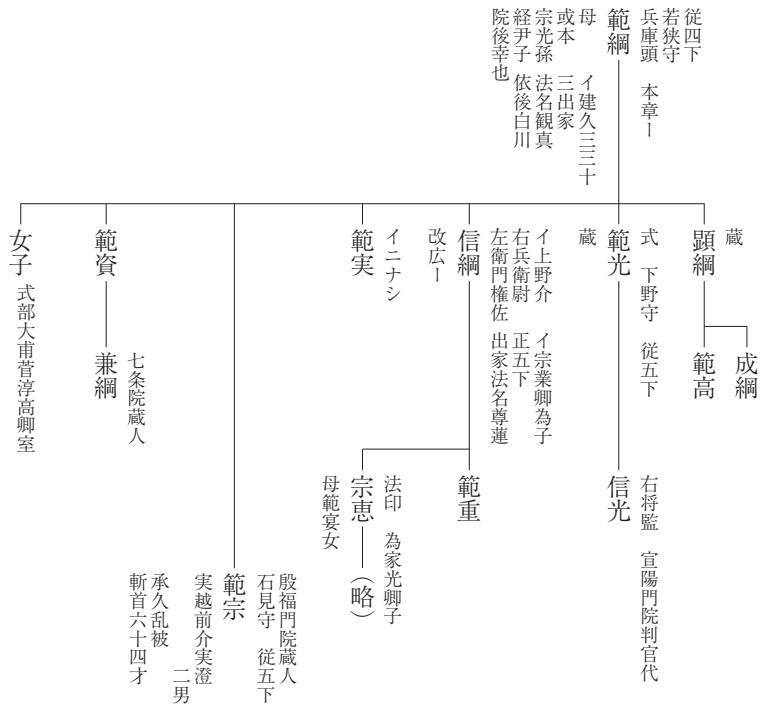 従四下
若狭守
兵庫頭　本章ー
範綱
母　イ建久三三十
或本　三出家
宗光孫　法名観真
経尹子　依後白川
院後幸也
蔵
顕綱
成綱
範高
式　下野守　従五下
範光
蔵
右将監　宣陽門院判官代
信光
イ上野介　イ宗業卿為子
右兵衛尉　正五下
左衛門権佐　出家法名尊蓮
信綱
改広ー
範重
法印　為家光卿子
宗恵
母範宴女
（略）
イニナシ
範実
殷福門院蔵人
石見守　従五下
範宗
実越前介実澄
二男
承久乱被
斬首六十四才
範資
七条院蔵人
兼綱
女子　式部大甫菅淳高卿室